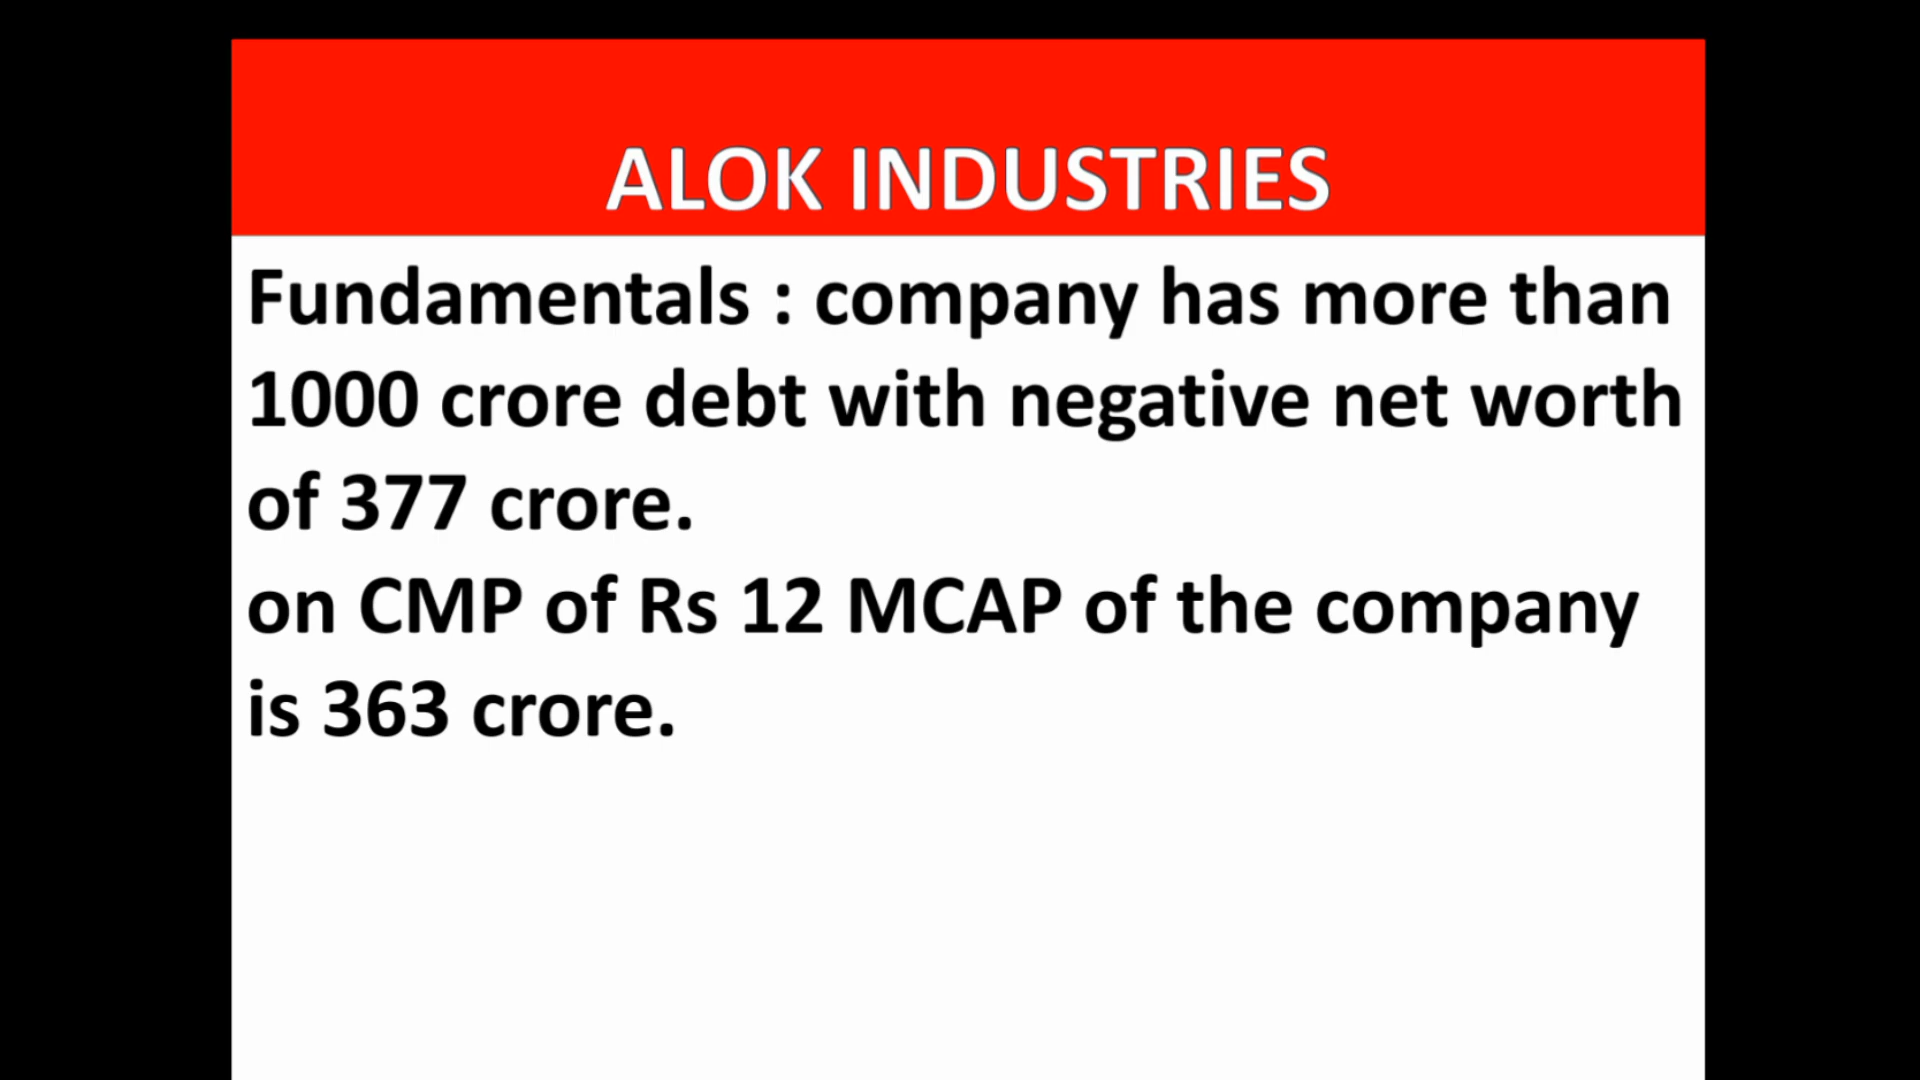 ALOK INDUSTRIES
Fundamentals : company has more than
1000 crore debt with negative net worth
of 377 crore.
on CMP of Rs 12 MCAP of the company
is 363 crore.